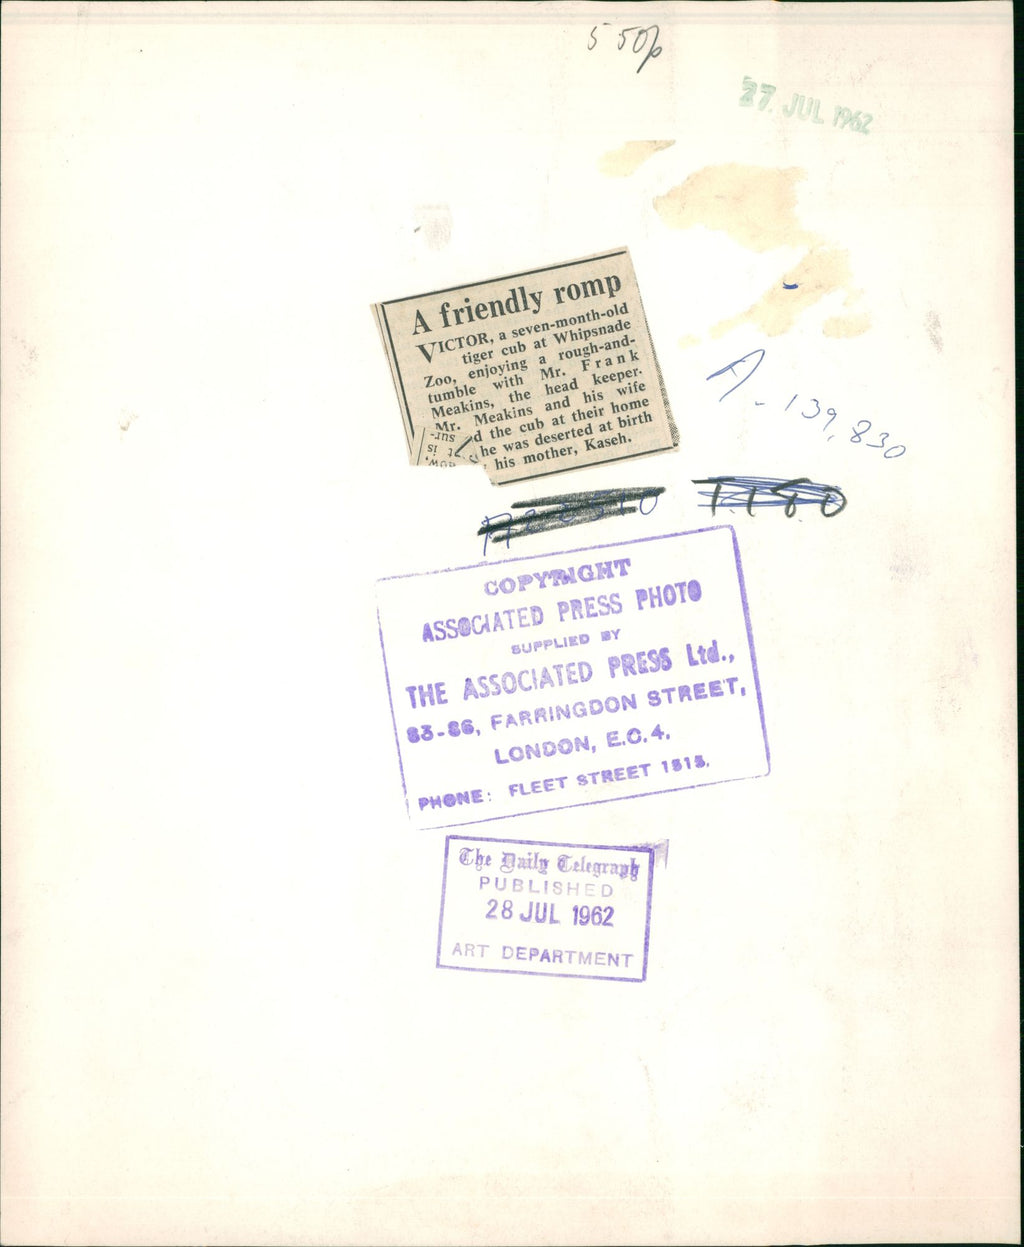 5 50p
27. JUL 1962
A friendly romp
VICTOR, a seven-month-old
tiger cub at Whipsnade
Zoo, enjoying a rough-and-
tumble with Mr. Frank
Meakins, the head keeper.
Mr. Meakins and his wife
d the cub at their home
he was deserted at birth
his mother, Kaseh.
A-139,830
T.180
COPYRIGHT
ASSOCIATED PRESS PHOTO
SUPPLIED BY
THE ASSOCIATED PRESS Ltd.,
83-86, FARRINGDON STREET,
LONDON, E.C.4.
PHONE: FLEET STREET 1515.
The Daily Telegraph
PUBLISHED
28 JUL 1962
ART DEPARTMENT